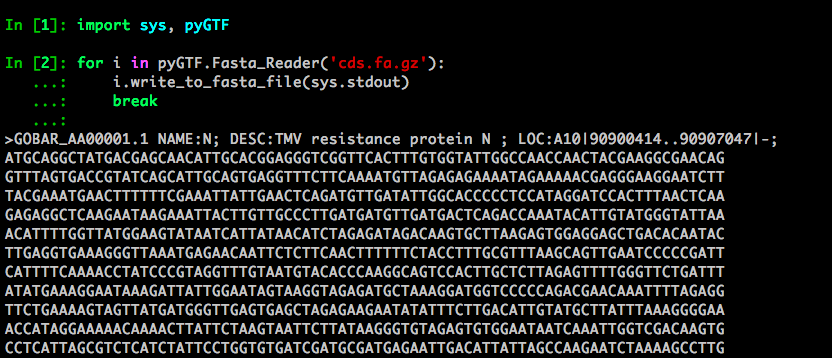 In [1]: import sys, pyGTF
In [2]: for i in pyGTF.Fasta_Reader('cds.fa.gz'):
...: i.write_to_fasta_file(sys.stdout)
...: break
...:
>GOBAR_AA00001.1 NAME:N; DESC:TMV resistance protein N ; LOC:A10|90900414..90907047|-;
ATGCAGGCTATGACGAGCAACATTGCACGGAGGGTCGGTTCACTTTGTGGTATTGGCCAACCAACTACGAAGGCGAACAG
GTTTAGTGACCGTATCAGCATTGCAGTGAGGTTTCTTCAAAATGTTAGAGAGAAAATAGAAAAACGAGGGAAGGAATCTT
TACGAAATGAACTTTTTTCGAAATTATTGAACTCAGATGTTGATATTGGCACCCCCTCCATAGGATCCACTTTAACTCAA
GAGAGGCTCAAGAATAAGAAATTACTTGTTGCCCTTGATGATGTTGATGACTCAGACCAAATACATTGTATGGGTATTAA
ACATTTTGGTTATGGAAGTATAATCATTATAACATCTAGAGATAGACAAGTGCTTAAGAGTGGAGGAGCTGACACAATAC
TTGAGGTGAAAGGGTTAAATGAGAACAATTCTCTTCAACTTTTTTCTACCTTTGCGTTTAAGCAGTTGAATCCCCCGATT
CATTTTCAAAACCTATCCCGTAGGTTTGTAATGTACACCCAAGGCAGTCCACTTGCTCTTAGAGTTTTGGGTTCTGATTT
ATATGAAAGGAATAAAGATTATTGGAATAGTAAGGTAGAGATGCTAAAGGATGGTCCCCCAGACGAACAAATTTTAGAGG
TTCTGAAAAGTAGTTATGATGGGTTGAGTGAGCTAGAGAAGAATATATTTCTTGACATTGTATGCTTATTTAAAGGGGAA
ACCATAGGAAAAACAAAACTTATTCTAAGTAATTCTTATAAGGGTGTAGAGTGTGGAATAATCAAATTGGTCGACAAGTG
CCTCATTAGCGTCTCATCTATTCCTGGTGTGATCGATGCGATGAGAATTGACATTATTAGCCAAGAATCTAAAAGCCTTG